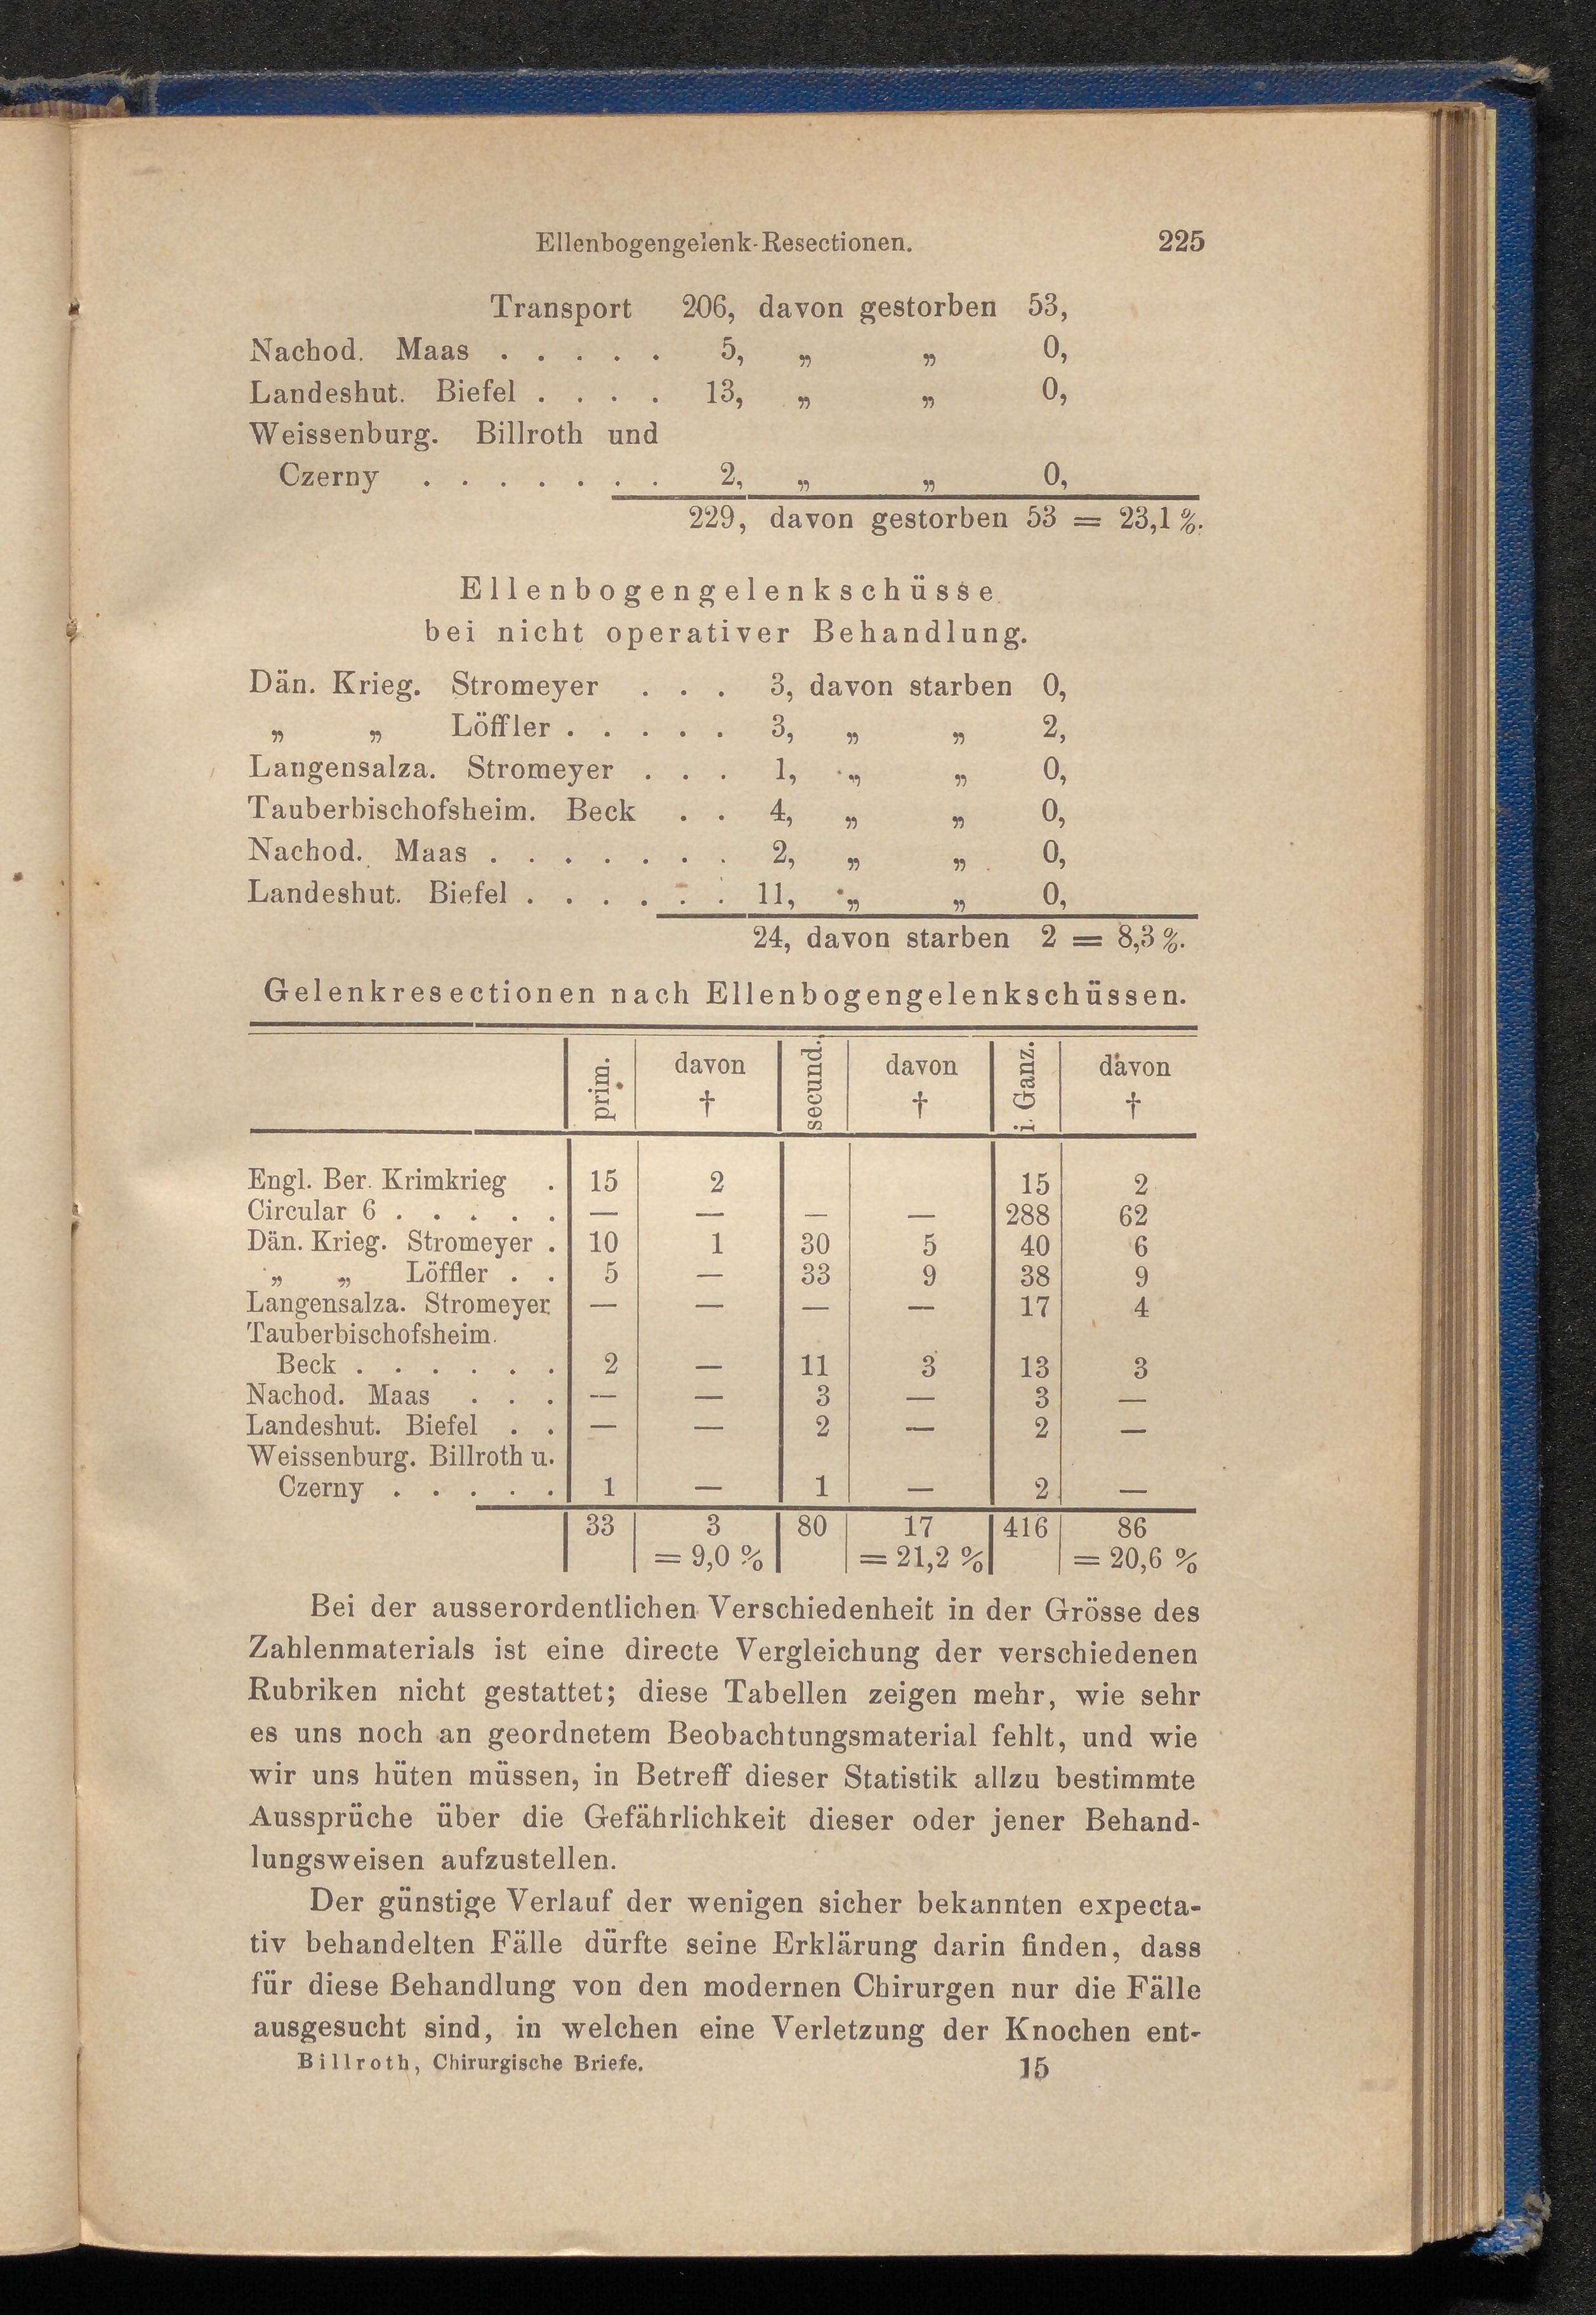 Ellenbogengelenk-Resectionen. 225
Transport 206, davon gestorben 53,
Nachod. Maas . . . . . 5, „ „ 0,
Landeshut. Biefel . . . . 13, „ „ 0,
Weissenburg. Billroth und
Czerny . . . . . . . 2, „ „ 0,
229, davon gestorben 53 = 23,1 %.
Ellenbogengelenkschüsse
bei nicht operativer Behandlung.
Dän. Krieg. Stromeyer . . . 3, davon starben 0,
„ „ Löffler . . . . . 3, „ „ 2,
Langensalza. Stromeyer . . . 1, „ „ 0,
Tauberbischofsheim. Beck . . 4, „ „ 0,
Nachod. Maas . . . . . . . 2, „ „ 0,
Landeshut. Biefel . . . . . . 11, „ „ 0,
24, davon starben 2 = 8,3 %.
Gelenkresectionen nach Ellenbogengelenkschüssen.
prim. davon † secund. davon † i. Ganz. davon †
Engl. Ber. Krimkrieg . 15 2 15 2
Circular 6 . . . . . — — — — 288 62
Dän. Krieg. Stromeyer . 10 1 30 5 40 6
„ „ Löffler . . 5 — 33 9 38 9
Langensalza. Stromeyer — — — — 17 4
Tauberbischofsheim.
Beck . . . . . . 2 — 11 3 13 3
Nachod. Maas . . . — — 3 — 3 —
Landeshut. Biefel . . — — 2 — 2 —
Weissenburg. Billroth u.
Czerny . . . . . 1 — 1 — 2 —
33 3 80 17 416 86
= 9,0 % = 21,2 % = 20,6 %
Bei der ausserordentlichen Verschiedenheit in der Grösse des
Zahlenmaterials ist eine directe Vergleichung der verschiedenen
Rubriken nicht gestattet; diese Tabellen zeigen mehr, wie sehr
es uns noch an geordnetem Beobachtungsmaterial fehlt, und wie
wir uns hüten müssen, in Betreff dieser Statistik allzu bestimmte
Aussprüche über die Gefährlichkeit dieser oder jener Behand-
lungsweisen aufzustellen.
Der günstige Verlauf der wenigen sicher bekannten expecta-
tiv behandelten Fälle dürfte seine Erklärung darin finden, dass
für diese Behandlung von den modernen Chirurgen nur die Fälle
ausgesucht sind, in welchen eine Verletzung der Knochen ent-
Billroth, Chirurgische Briefe. 15